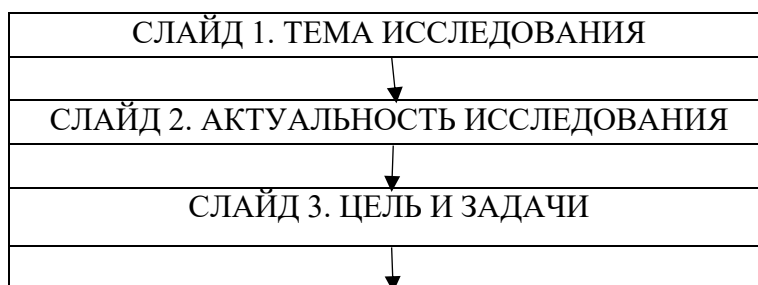 СЛАЙД 1. ТЕМА ИССЛЕДОВАНИЯ
СЛАЙД 2. АКТУАЛЬНОСТЬ ИССЛЕДОВАНИЯ
СЛАЙД 3. ЦЕЛЬ И ЗАДАЧИ